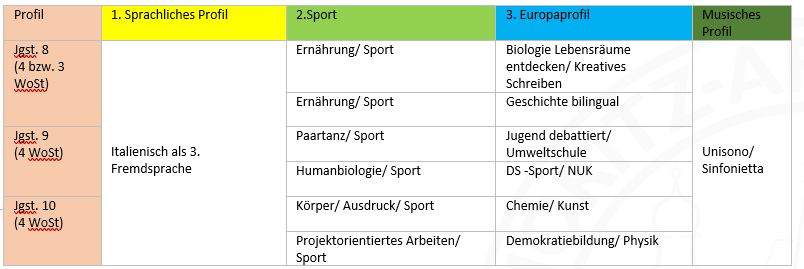 Profil
1. Sprachliches Profil
2.Sport
3. Europaprofil
Musisches
Profil
Jgst. 8
(4 bzw. 3
WoSt)
Ernährung/ Sport
Biologie Lebensräume
entdecken/ Kreatives
Schreiben
Ernährung/ Sport
Geschichte bilingual
Jgst. 9
(4 WoSt)
Italienisch als 3.
Fremdsprache
Paartanz/ Sport
Jugend debattiert/
Umweltschule
Unisono/
Sinfonietta
Humanbiologie/ Sport
DS -Sport/ NUK
Jgst. 10
(4 WoSt)
Körper/ Ausdruck/ Sport
Chemie/ Kunst
Projektorientiertes Arbeiten/
Sport
Demokratiebildung/ Physik